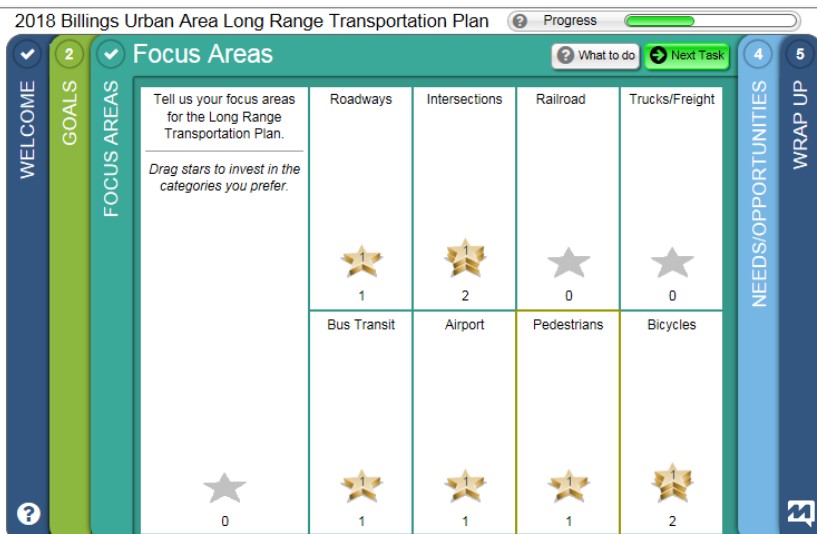 2018 Billings Urban Area Long Range Transportation Plan
? Progress
WELCOME
2
GOALS
FOCUS AREAS
Focus Areas
? What to do
Next Task
Tell us your focus areas
for the Long Range
Transportation Plan.
Drag stars to invest in the
categories you prefer.
0
Roadways
1
1
Intersections
1
2
Railroad
0
Trucks/Freight
0
Bus Transit
1
1
Airport
1
1
Pedestrians
1
1
Bicycles
1
2
4
NEEDS/OPPORTUNITIES
5
WRAP UP
?